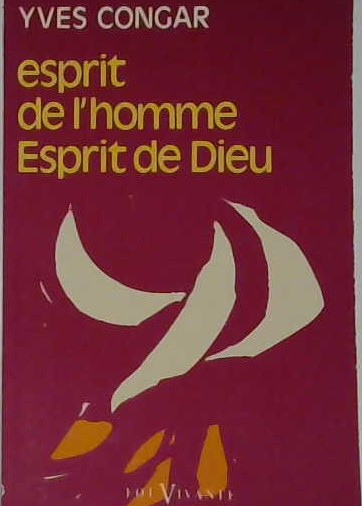 YVES CONGAR
esprit
de l'homme
Esprit de Dieu
FOI VIVANTE